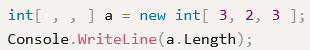 int[ , , ] a = new int[ 3, 2, 3 ];
Console.WriteLine(a.Length);